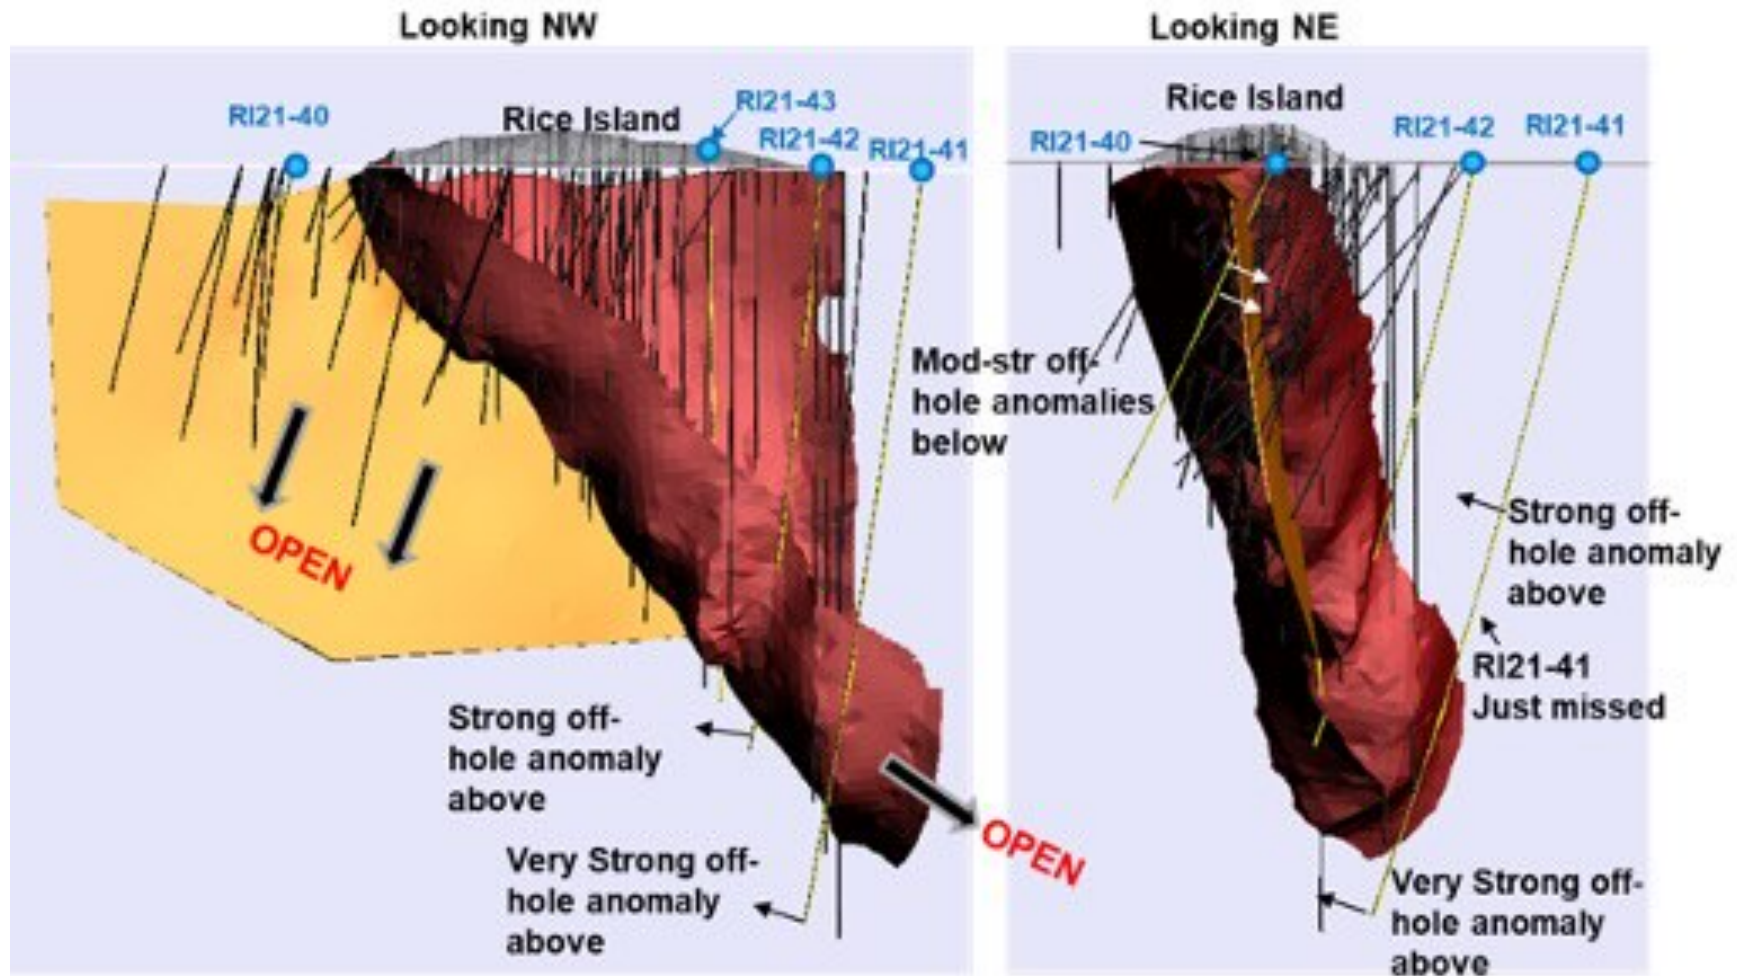 Looking NW
RI21-40
Rice Island
RI21-43
RI21-42
RI21-41
OPEN
Strong off-
hole anomaly
above
Very Strong off-
hole anomaly
above
OPEN
Looking NE
Rice Island
RI21-40
RI21-42
RI21-41
Mod-str off-
hole anomalies
below
Strong off-
hole anomaly
above
RI21-41
Just missed
Very Strong off-
hole anomaly
above